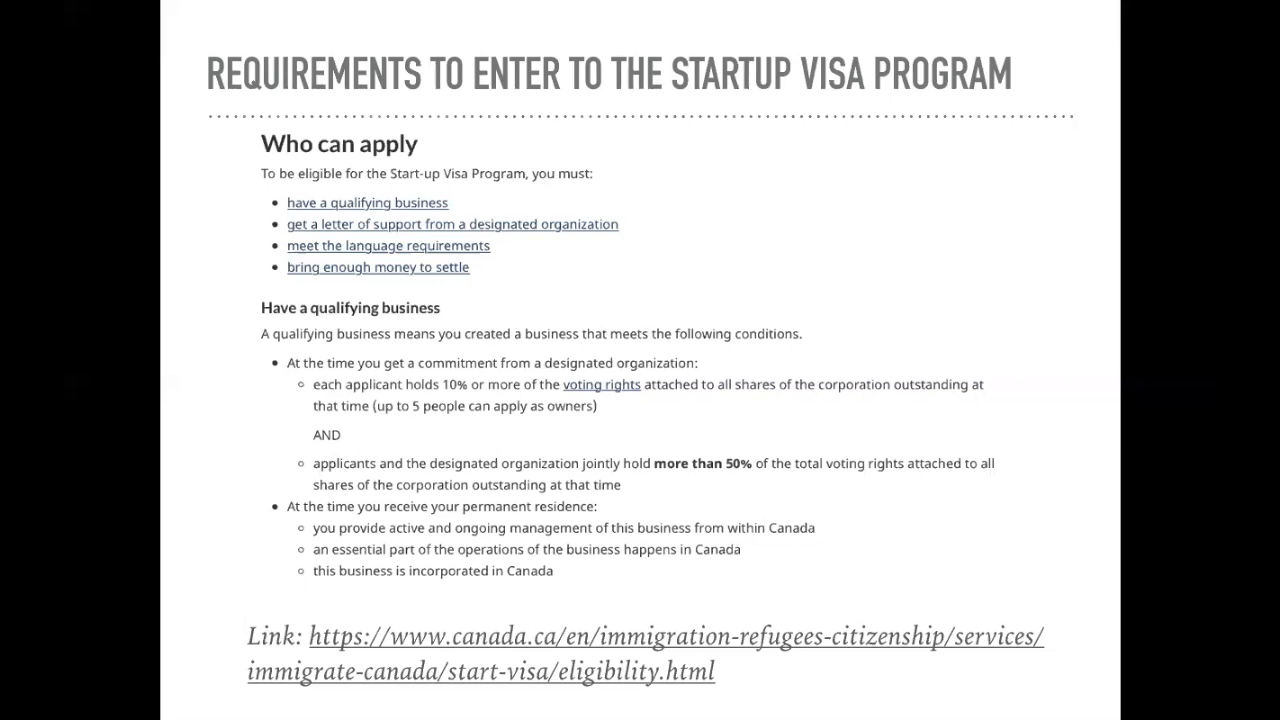 REQUIREMENTS TO ENTER TO THE STARTUP VISA PROGRAM
Who can apply
To be eligible for the Start-up Visa Program, you must:
• have a qualifying business
• get a letter of support from a designated organization
• meet the language requirements
• bring enough money to settle
Have a qualifying business
A qualifying business means you created a business that meets the following conditions.
• At the time you get a commitment from a designated organization:
◦ each applicant holds 10% or more of the voting rights attached to all shares of the corporation outstanding at
that time (up to 5 people can apply as owners)
AND
◦ applicants and the designated organization jointly hold more than 50% of the total voting rights attached to all
shares of the corporation outstanding at that time
• At the time you receive your permanent residence:
◦ you provide active and ongoing management of this business from within Canada
◦ an essential part of the operations of the business happens in Canada
◦ this business is incorporated in Canada
Link: https://www.canada.ca/en/immigration-refugees-citizenship/services/
immigrate-canada/start-visa/eligibility.html